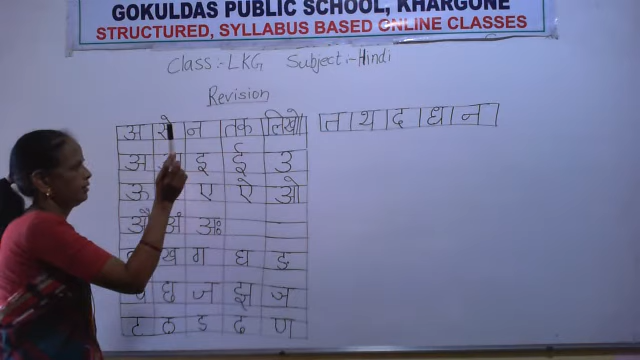 GOKULDAS PUBLIC SCHOOL, KHARGONE
STRUCTURED, SYLLABUS BASED ONLINE CLASSES
Class:- LKG Subject:- Hindi
Revision
अ से न तक लिखो। त थ द ध न
अ इ ई उ
ऊ ए ऐ ओ
औ अं अः
ख ग घ ङ
छ ज झ ञ
ट ठ ड ढ ण